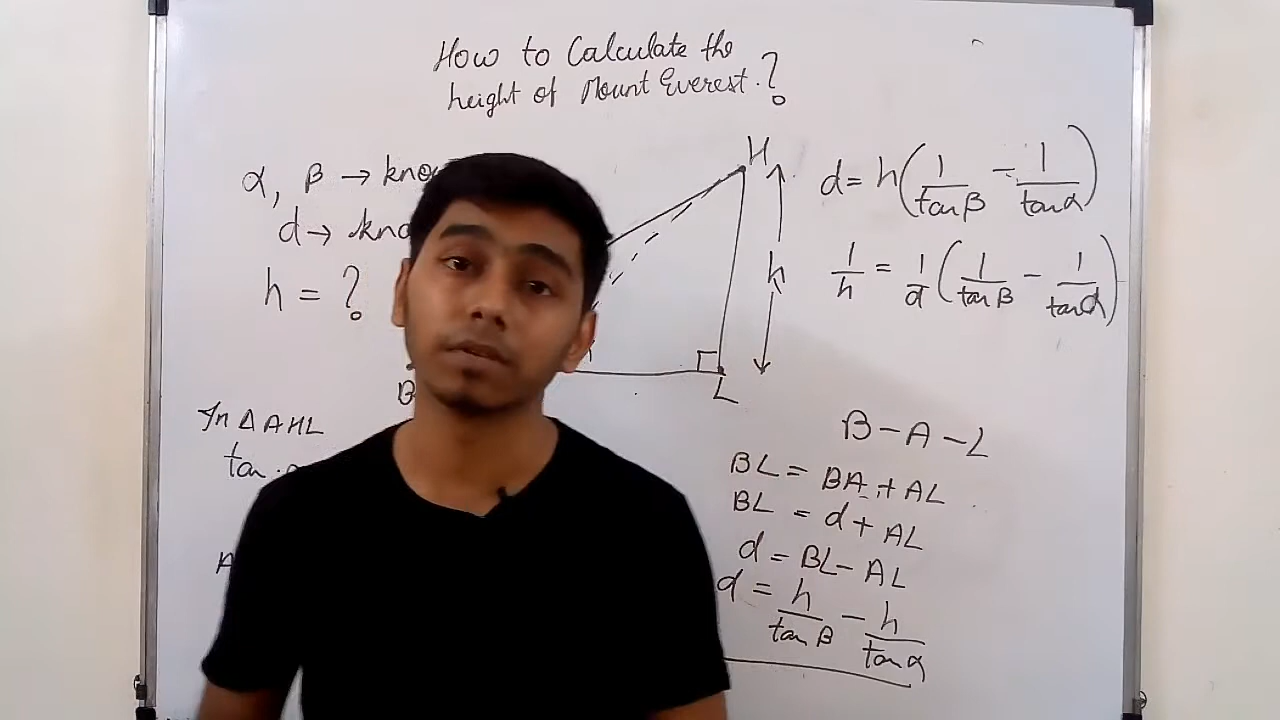 How to Calculate the
height of Mount Everest.?
α, β → kno
d → kno
h = ?
H
h
B
L
In Δ AHL
tan
A
d = h(1/tanβ - 1/tanα)
1/h = 1/d(1/tanβ - 1/tanα)
B - A - L
BL = BA + AL
BL = d + AL
d = BL - AL
d = h/tanβ - h/tanα